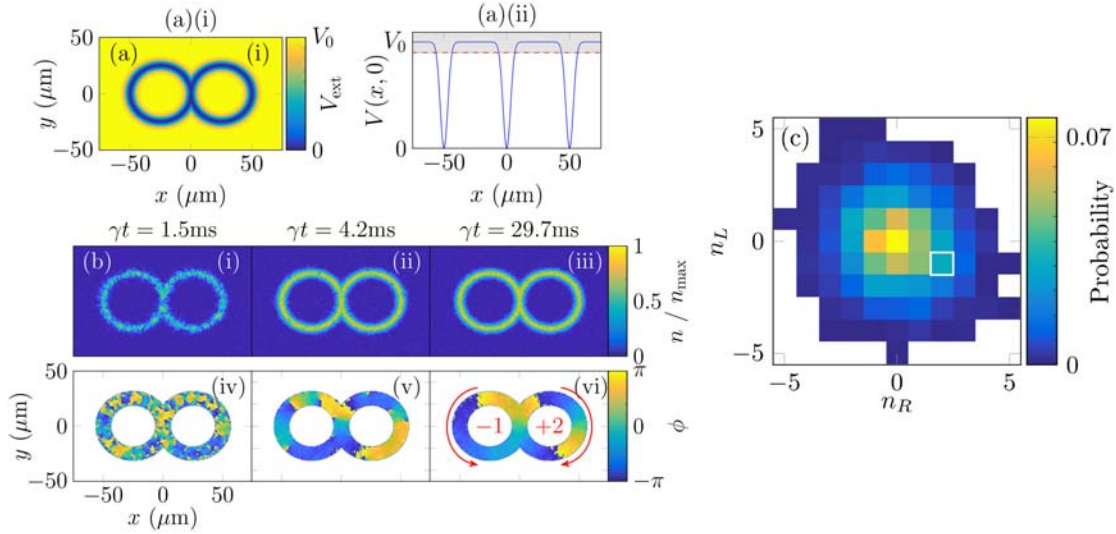 (a)(i)
(a)(ii)
50
0
−50
y (μm)
(a)
(i)
V0
0
Vext
−50
0
50
x (μm)
V0
0
V(x, 0)
−50
0
50
x (μm)
γt = 1.5ms
γt = 4.2ms
γt = 29.7ms
(b)
(i)
(ii)
(iii)
1
0.5
0
n / nmax
50
0
−50
y (μm)
(iv)
(v)
(vi)
−1
+2
π
0
−π
ϕ
−50
0
50
x (μm)
(c)
5
0
−5
nL
−5
0
5
nR
0.07
0
Probability